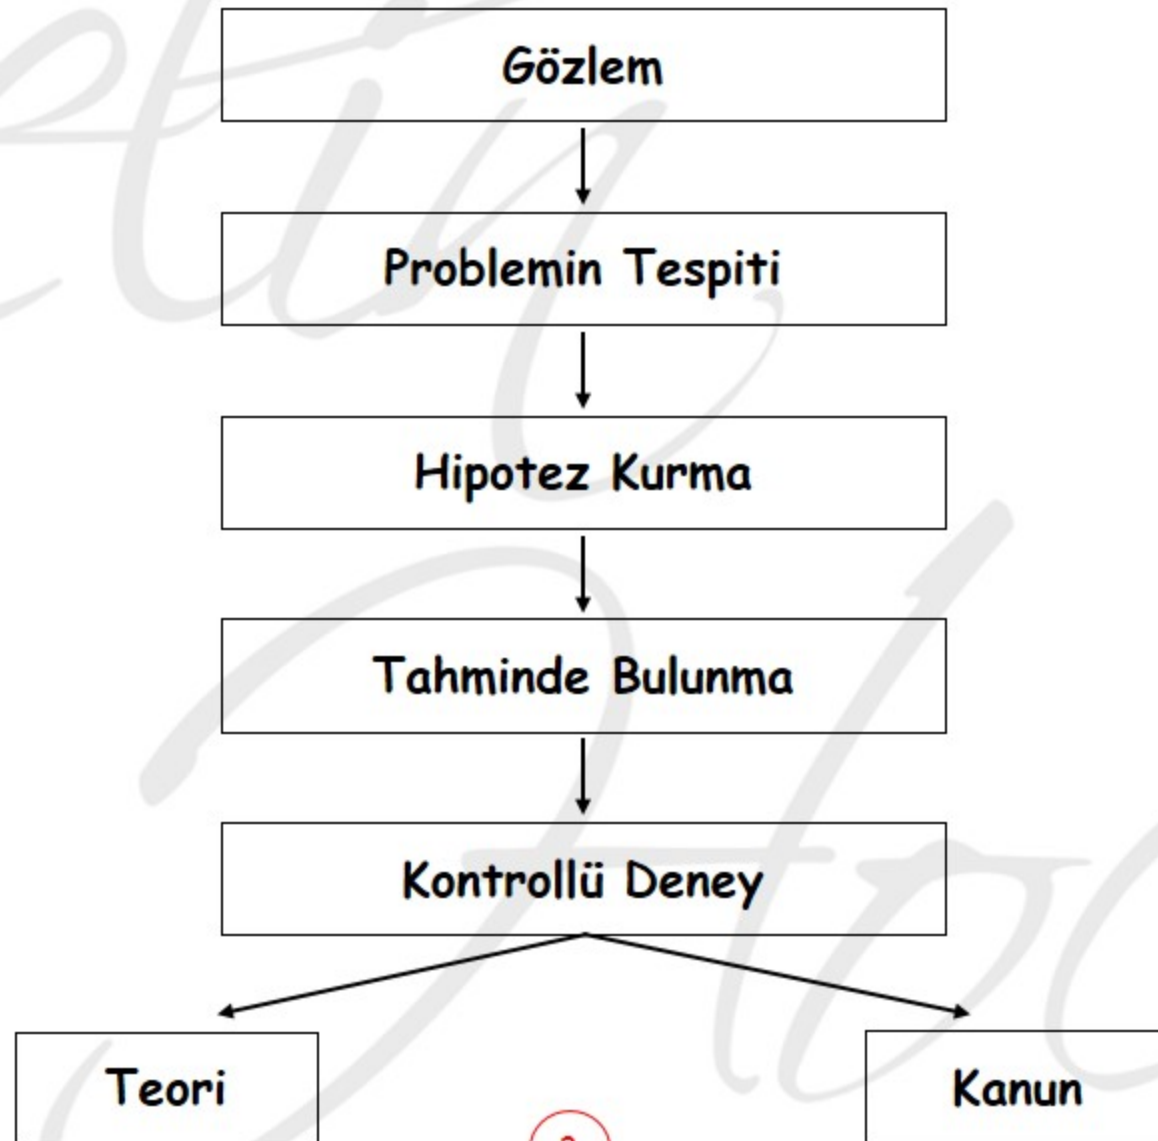 Gözlem
Problemin Tespiti
Hipotez Kurma
Tahminde Bulunma
Kontrollü Deney
Teori
Kanun